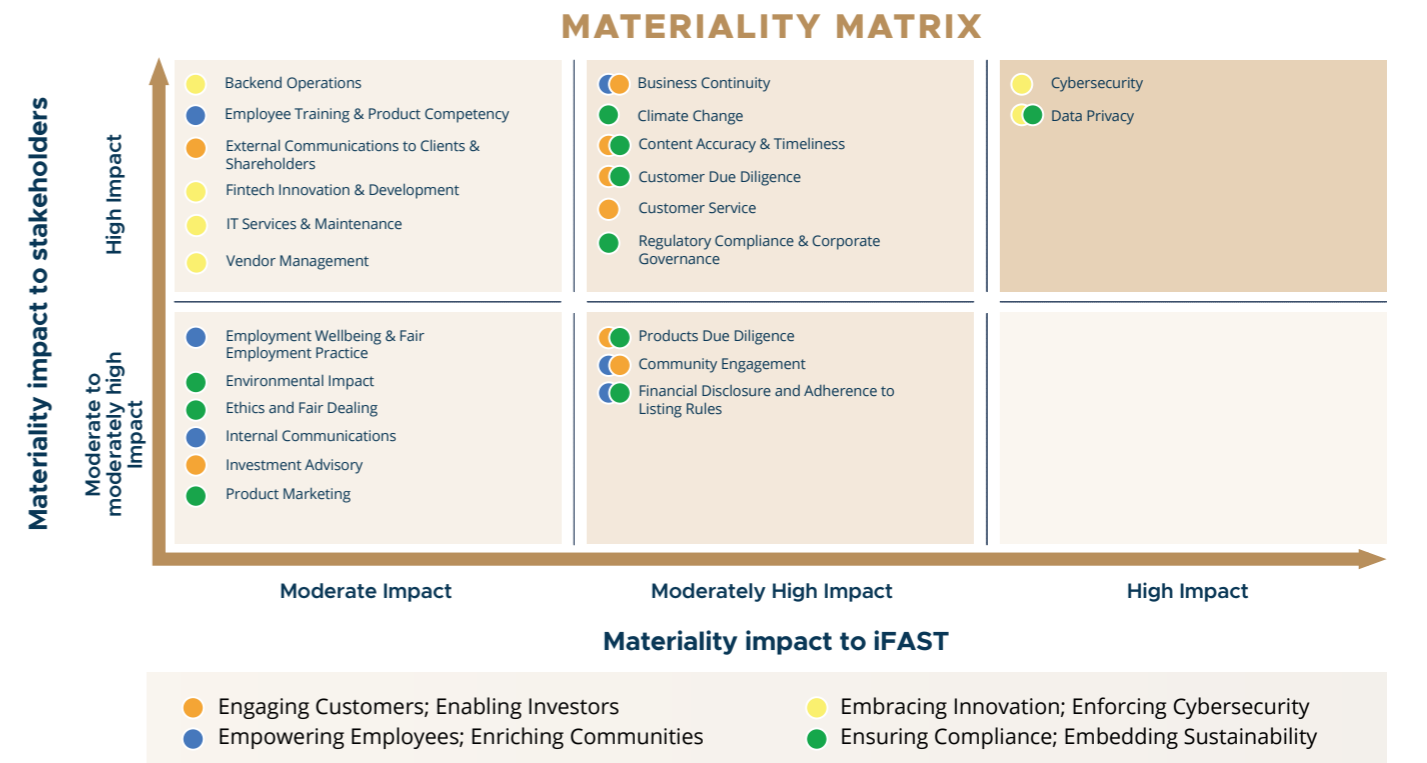 MATERIALITY MATRIX
Materiality impact to stakeholders
High Impact
Backend Operations
Employee Training & Product Competency
External Communications to Clients &
Shareholders
Fintech Innovation & Development
IT Services & Maintenance
Vendor Management
Business Continuity
Climate Change
Content Accuracy & Timeliness
Customer Due Diligence
Customer Service
Regulatory Compliance & Corporate
Governance
Cybersecurity
Data Privacy
Moderate to
moderately high
Impact
Employment Wellbeing & Fair
Employment Practice
Environmental Impact
Ethics and Fair Dealing
Internal Communications
Investment Advisory
Product Marketing
Products Due Diligence
Community Engagement
Financial Disclosure and Adherence to
Listing Rules
Moderate Impact
Moderately High Impact
High Impact
Materiality impact to iFAST
Engaging Customers; Enabling Investors
Empowering Employees; Enriching Communities
Embracing Innovation; Enforcing Cybersecurity
Ensuring Compliance; Embedding Sustainability